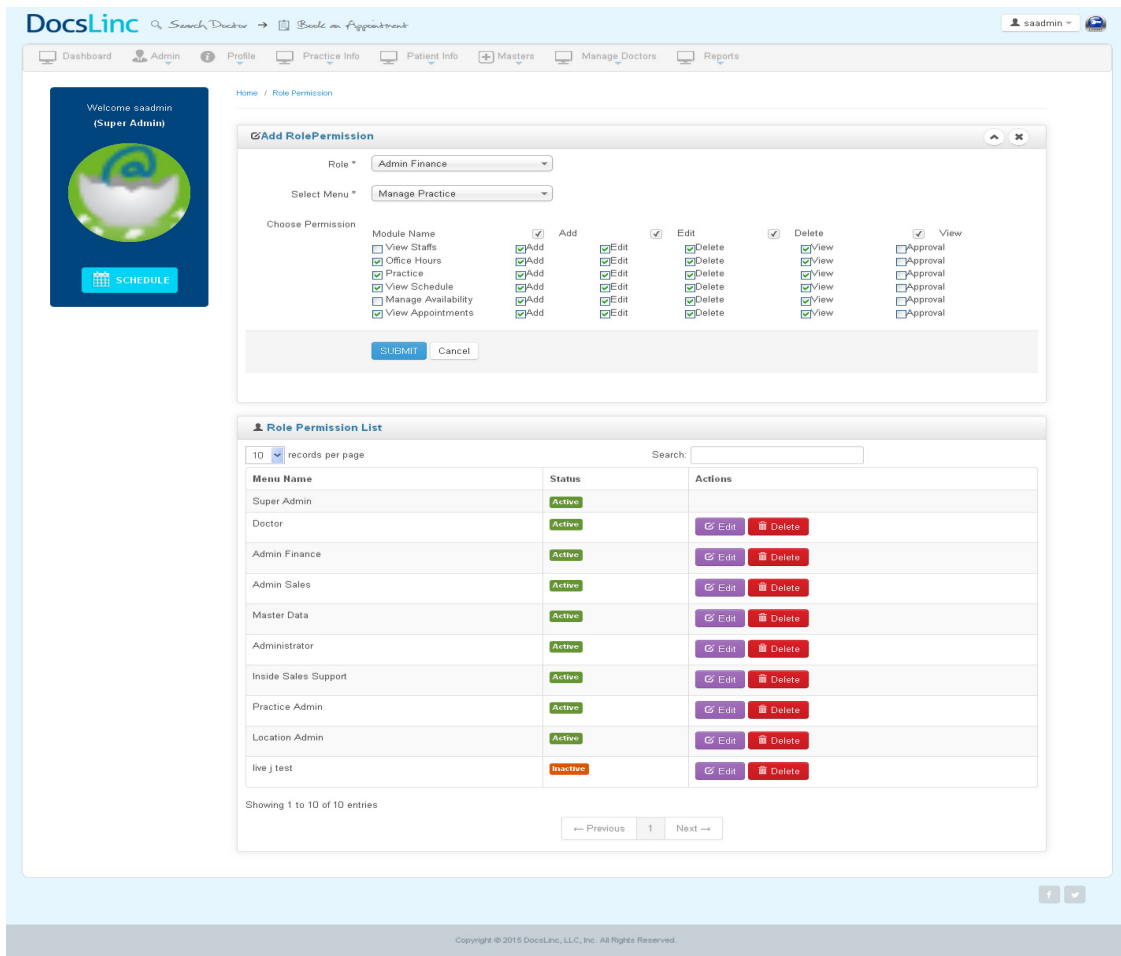 DocsLinc Search Doctor → Book an Appointment saadmin
Dashboard Admin Profile Practice Info Patient Info Masters Manage Doctors Reports
Welcome saadmin
(Super Admin)
SCHEDULE
Home / Role Permission
Add RolePermission
Role * Admin Finance
Select Menu * Manage Practice
Choose Permission
Module Name Add Edit Delete View
View Staffs Add Edit Delete View Approval
Office Hours Add Edit Delete View Approval
Practice Add Edit Delete View Approval
View Schedule Add Edit Delete View Approval
Manage Availability Add Edit Delete View Approval
View Appointments Add Edit Delete View Approval
SUBMIT Cancel
Role Permission List
10 records per page Search:
Menu Name Status Actions
Super Admin Active
Doctor Active Edit Delete
Admin Finance Active Edit Delete
Admin Sales Active Edit Delete
Master Data Active Edit Delete
Administrator Active Edit Delete
Inside Sales Support Active Edit Delete
Practice Admin Active Edit Delete
Location Admin Active Edit Delete
live j test Inactive Edit Delete
Showing 1 to 10 of 10 entries
← Previous 1 Next →
Copyright © 2015 DocsLinc, LLC, Inc. All Rights Reserved.